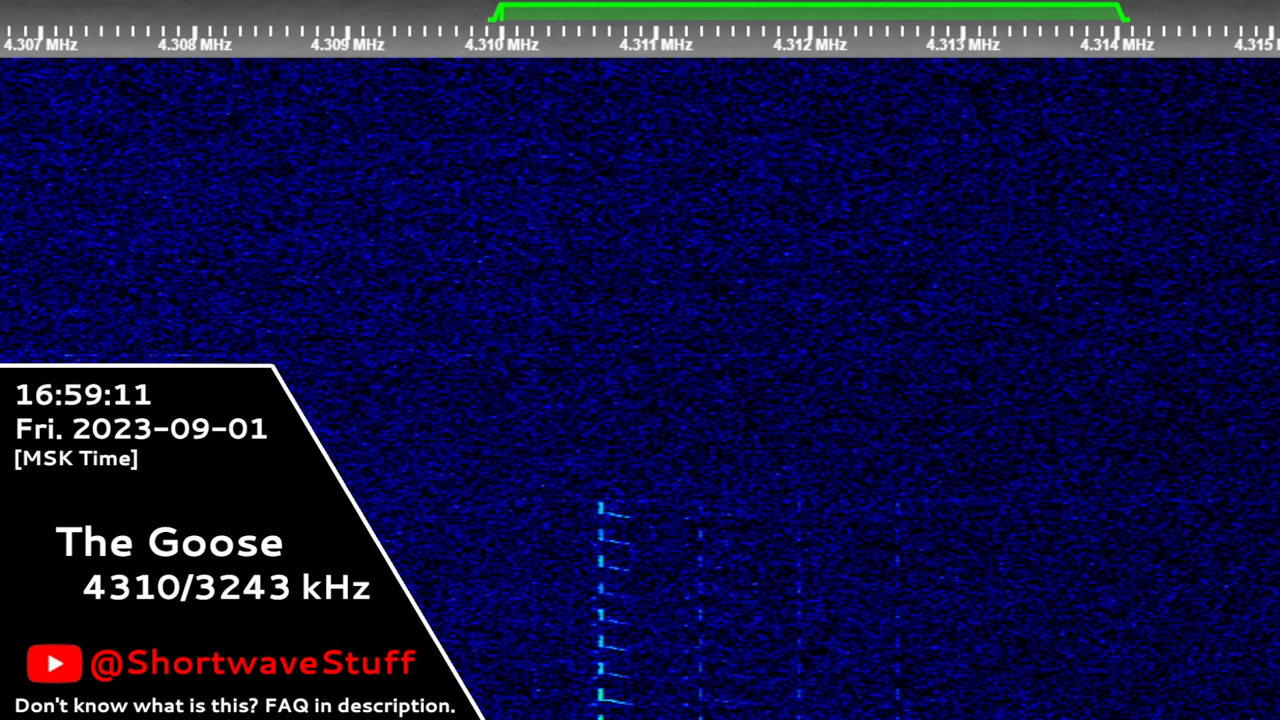 4.307 MHz 4.308 MHz 4.309 MHz 4.310 MHz 4.311 MHz 4.312 MHz 4.313 MHz 4.314 MHz 4.315
16:59:11
Fri. 2023-09-01
[MSK Time]
The Goose
4310/3243 kHz
@ShortwaveStuff
Don't know what is this? FAQ in description.